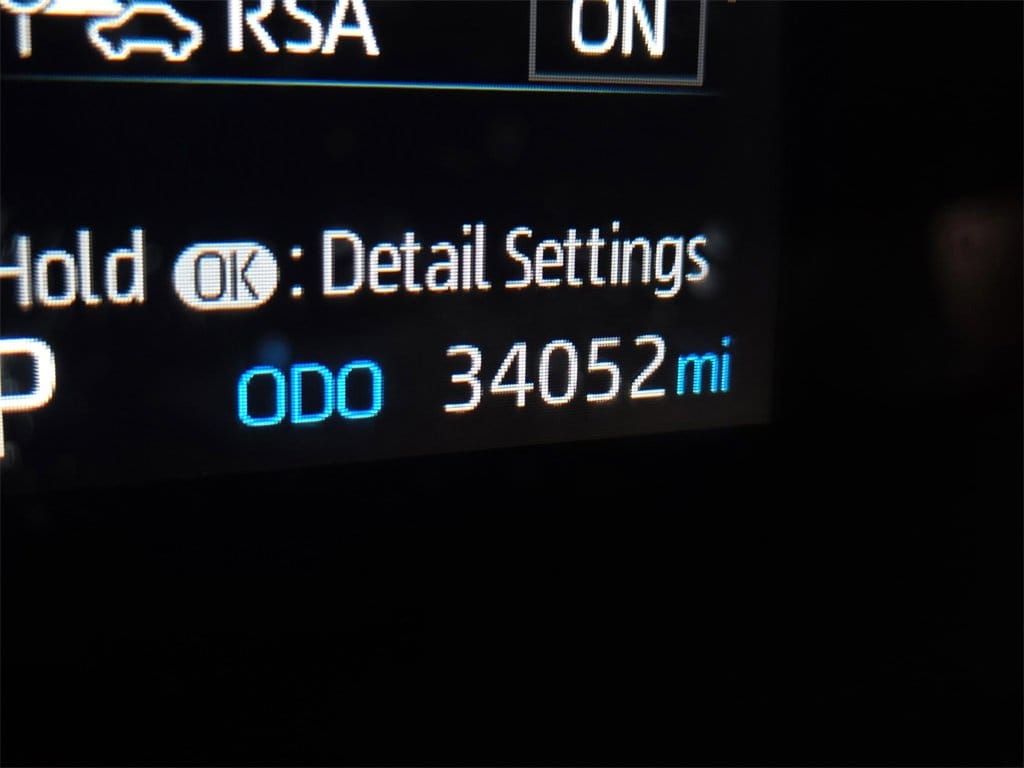 RSA ON
Hold OK : Detail Settings
P ODO 34052 mi